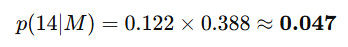 p(14|M) = 0.122 × 0.388 ≈ 0.047